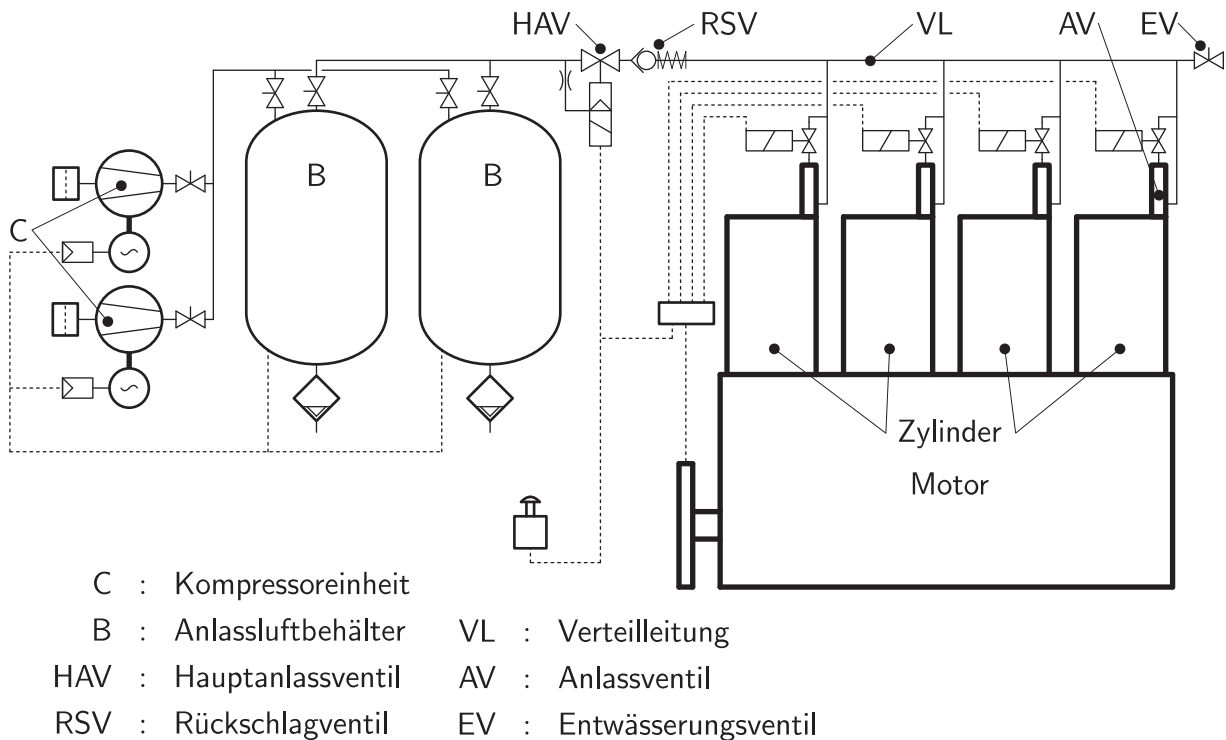 HAV RSV VL AV EV
B B
C
Zylinder
Motor
C : Kompressoreinheit
B : Anlassluftbehälter VL : Verteilleitung
HAV : Hauptanlassventil AV : Anlassventil
RSV : Rückschlagventil EV : Entwässerungsventil